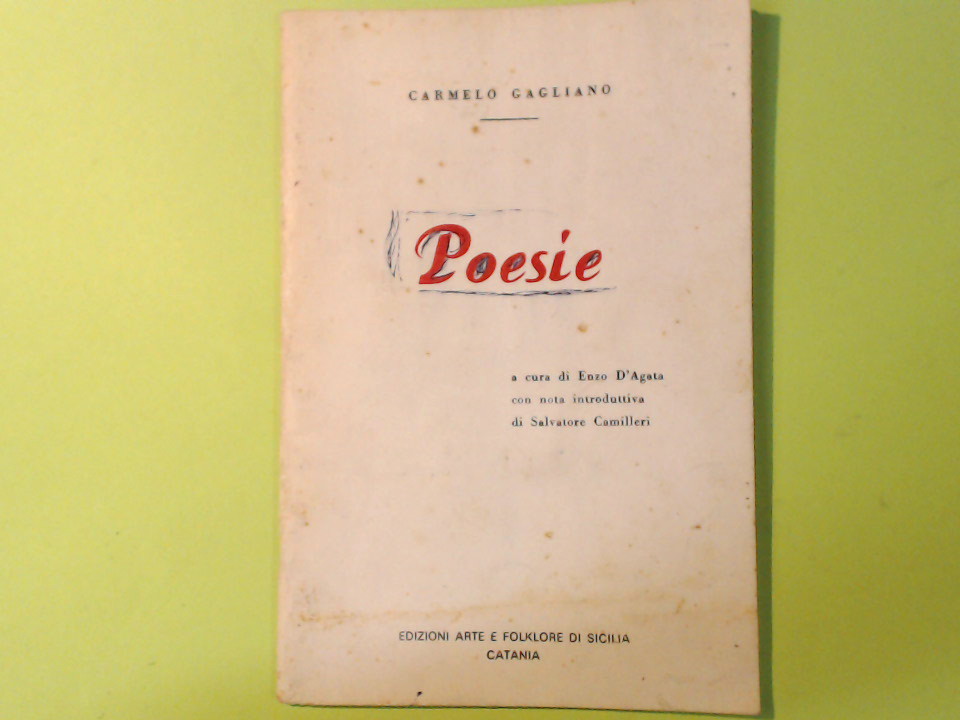 CARMELO GAGLIANO
Poesie
a cura di Enzo D'Agata
con nota introduttiva
di Salvatore Camilleri
EDIZIONI ARTE E FOLKLORE DI SICILIA
CATANIA